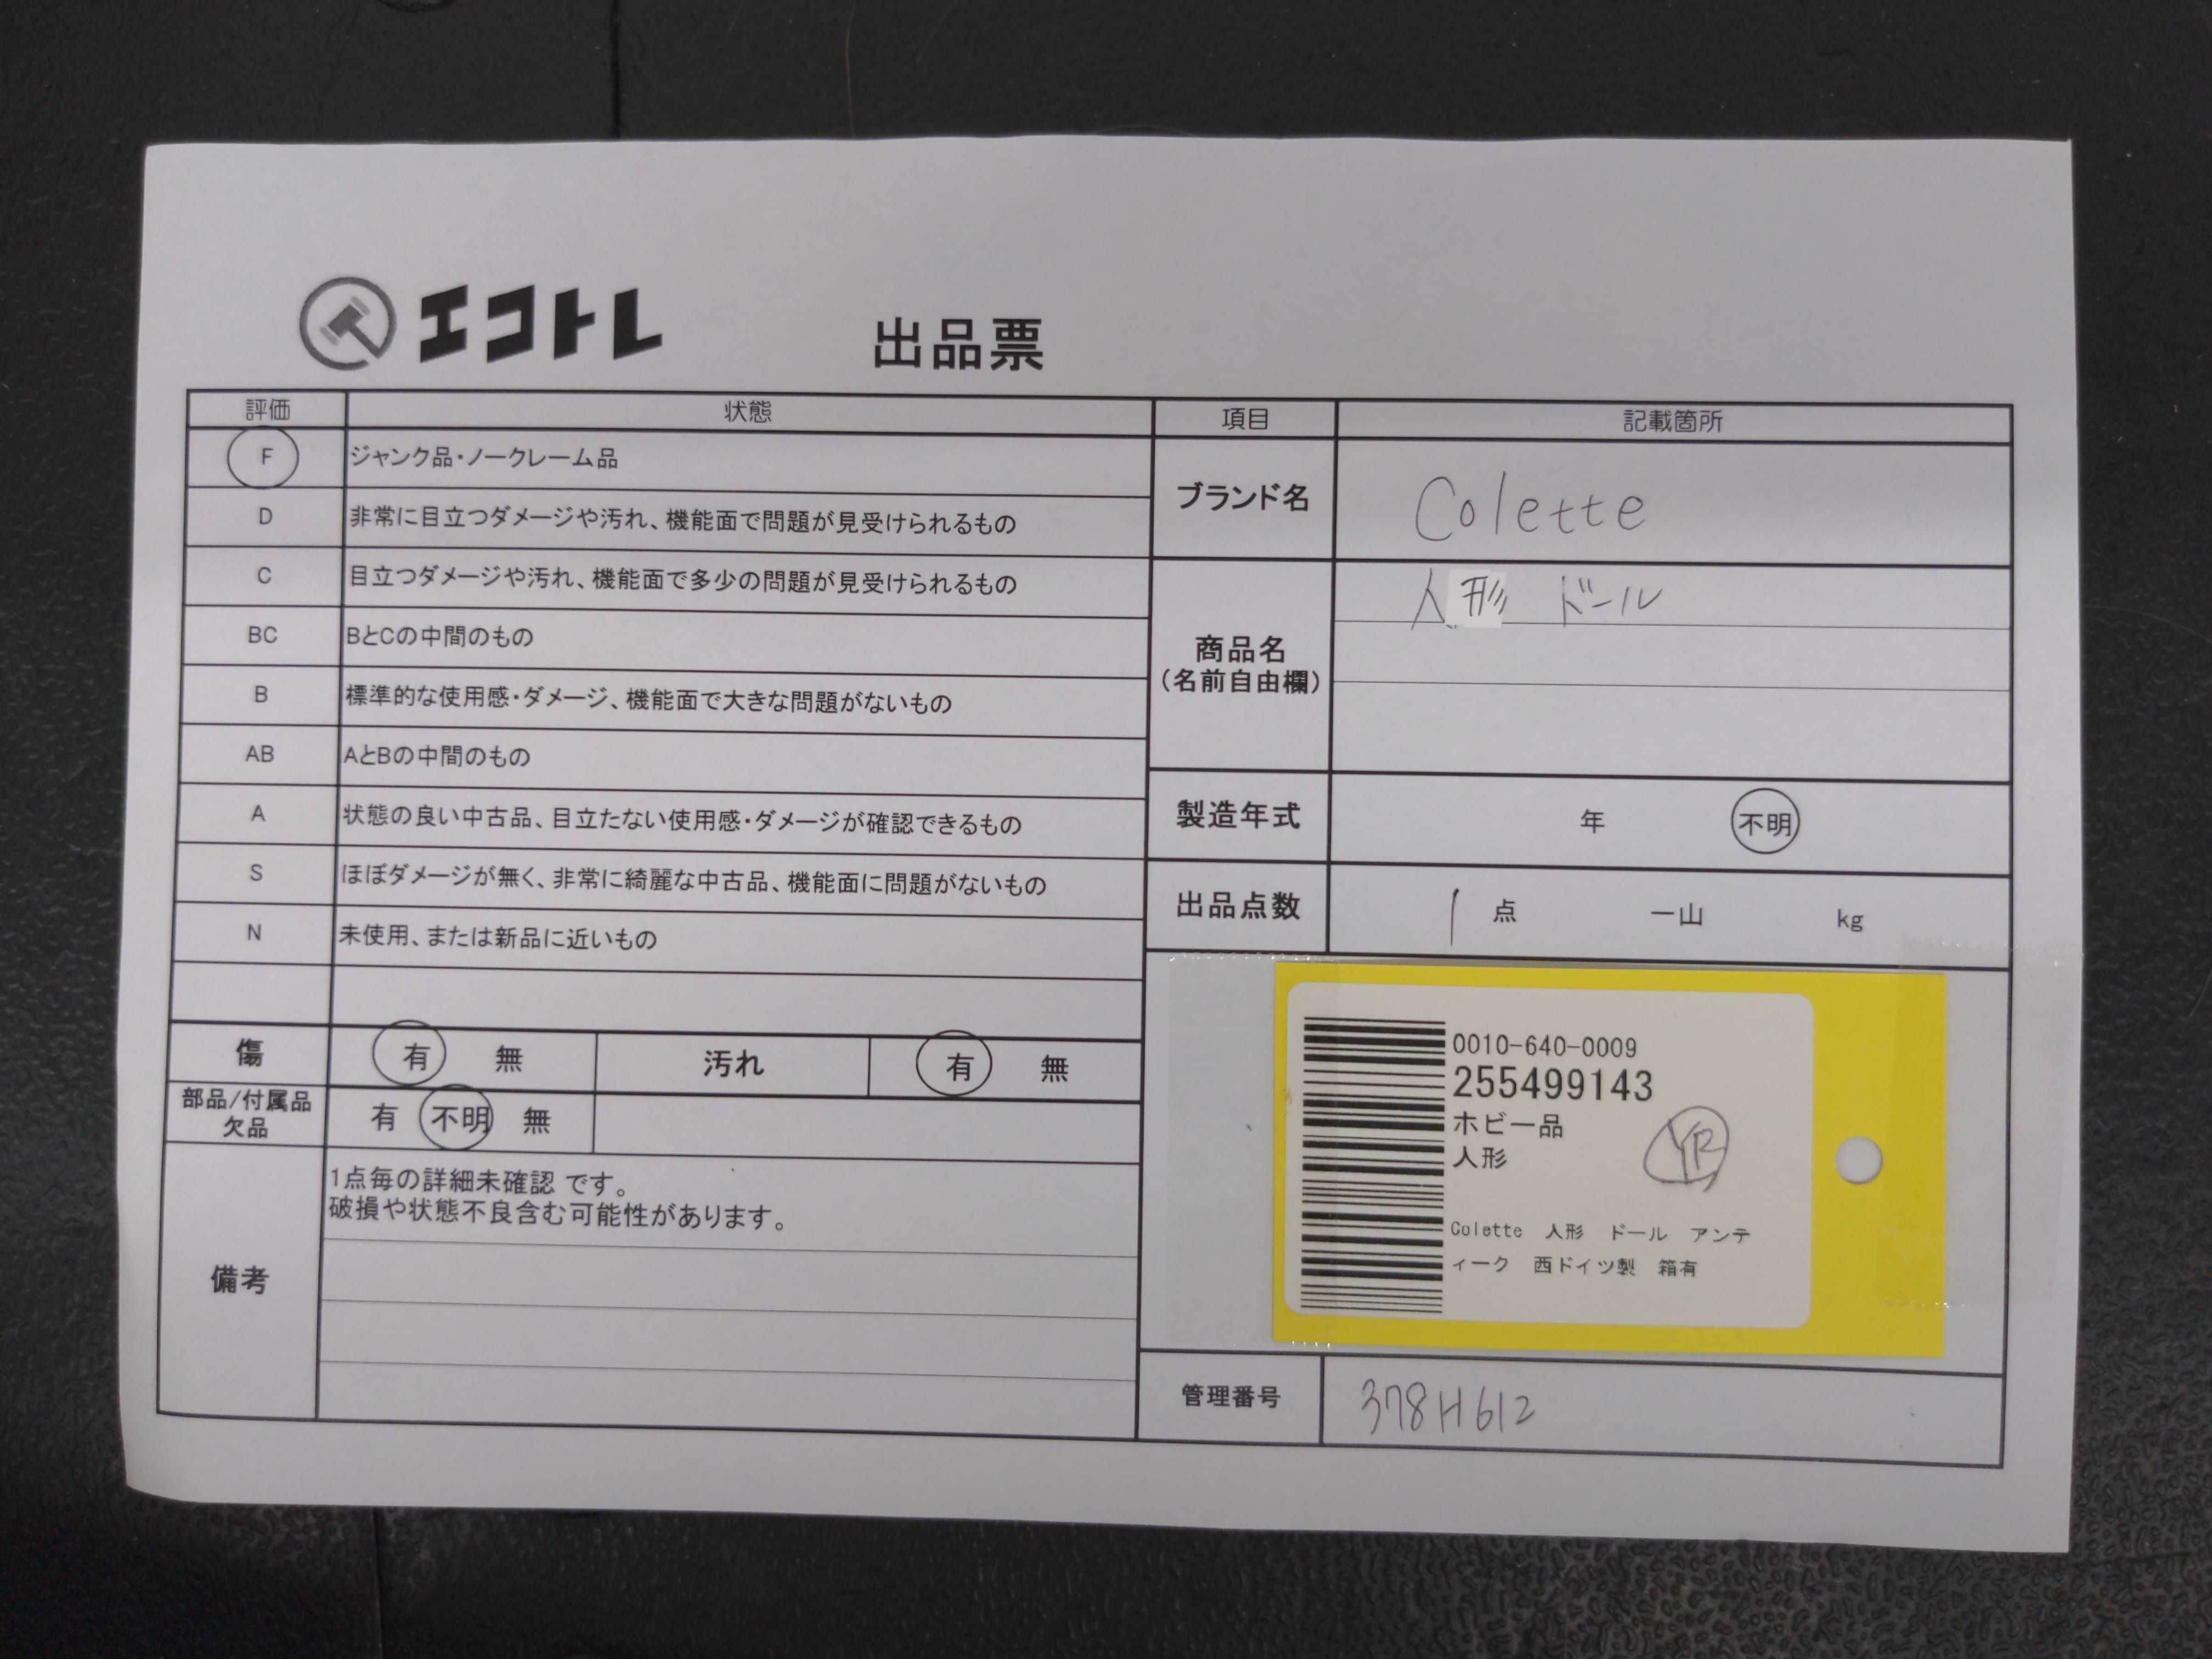 エコトレ
出品票
評価 状態
F ジャンク品・ノークレーム品
D 非常に目立つダメージや汚れ、機能面で問題が見受けられるもの
C 目立つダメージや汚れ、機能面で多少の問題が見受けられるもの
BC BとCの中間のもの
B 標準的な使用感・ダメージ、機能面で大きな問題がないもの
AB AとBの中間のもの
A 状態の良い中古品、目立たない使用感・ダメージが確認できるもの
S ほぼダメージが無く、非常に綺麗な中古品、機能面に問題がないもの
N 未使用、または新品に近いもの
傷 有 無 汚れ 有 無
部品/付属品
欠品
有 不明 無
備考
1点毎の詳細未確認 です。
破損や状態不良含む可能性があります。
項目 記載箇所
ブランド名 Colette
商品名
(名前自由欄)
人形 ドール
製造年式 年 不明
出品点数 1 点 一山 kg
0010-640-0009
255499143
ホビー品
人形
YR
Colette 人形 ドール アンテ
ィーク 西ドイツ製 箱有
管理番号 378H612